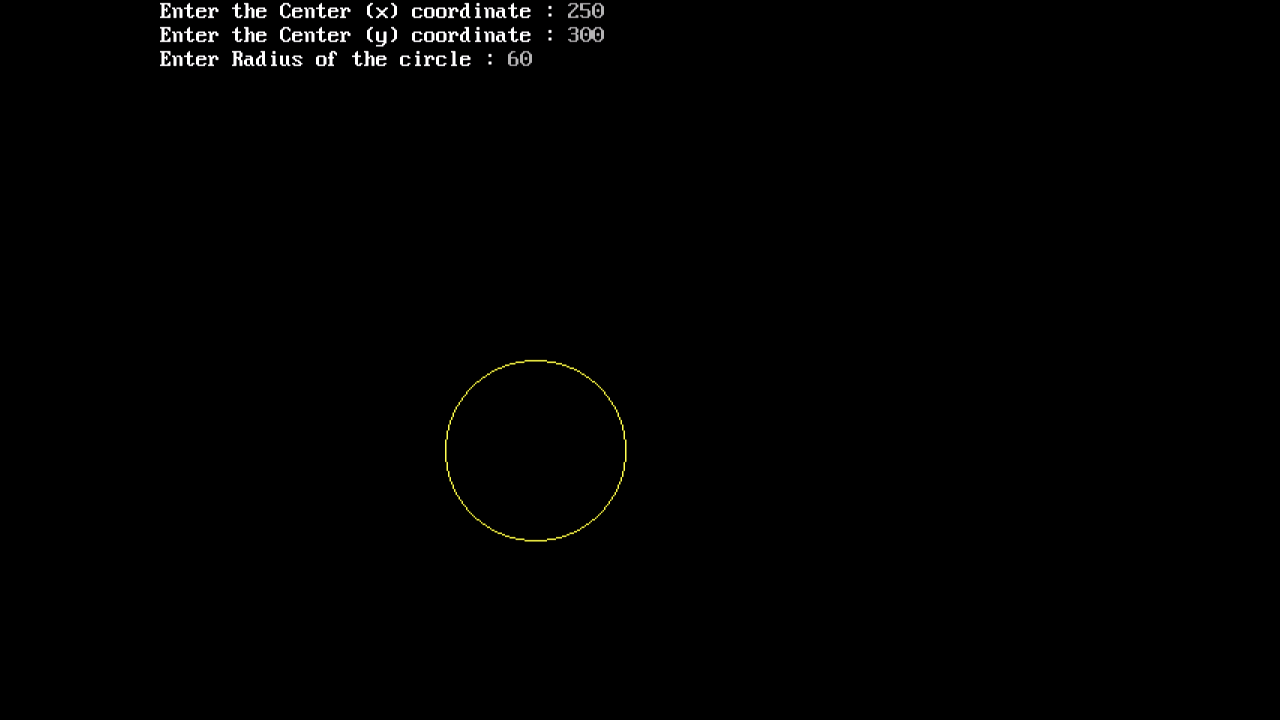 Enter the Center (x) coordinate : 250
Enter the Center (y) coordinate : 300
Enter Radius of the circle : 60